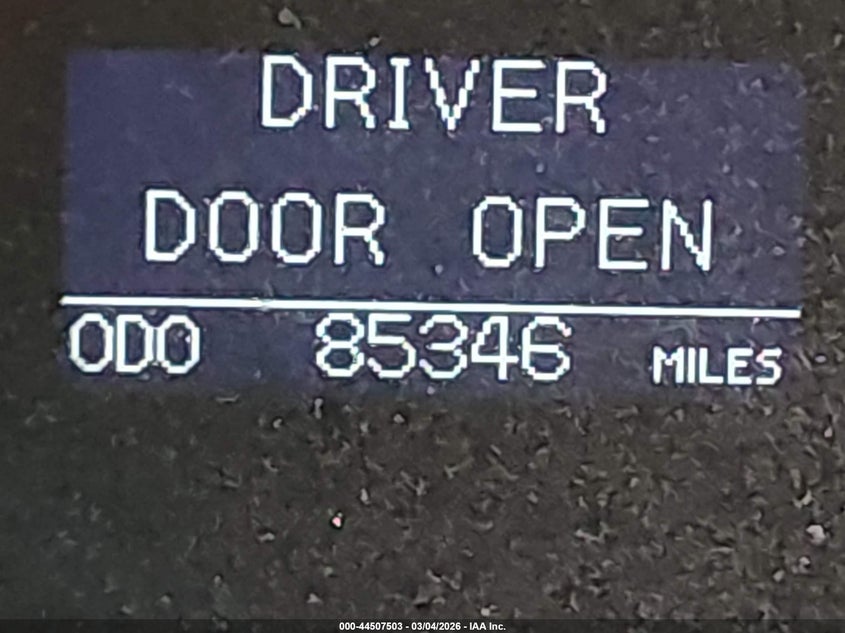 DRIVER
DOOR OPEN
ODO 85346 MILES
000-44507503 - 03/04/2026 - IAA Inc.